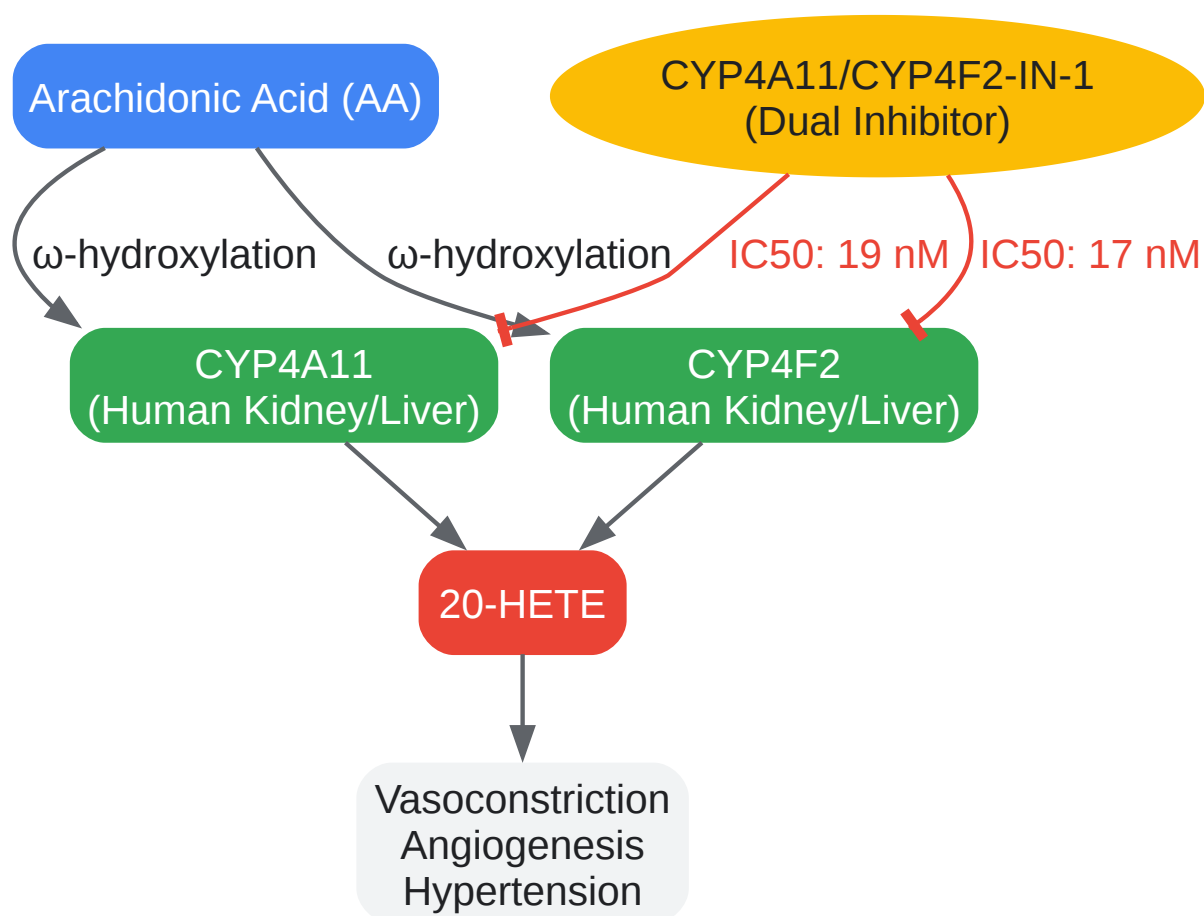 Arachidonic Acid (AA)
CYP4A11/CYP4F2-IN-1
(Dual Inhibitor)
ω-hydroxylation
ω-hydroxylation
IC50: 19 nM
IC50: 17 nM
CYP4A11
(Human Kidney/Liver)
CYP4F2
(Human Kidney/Liver)
20-HETE
Vasoconstriction
Angiogenesis
Hypertension